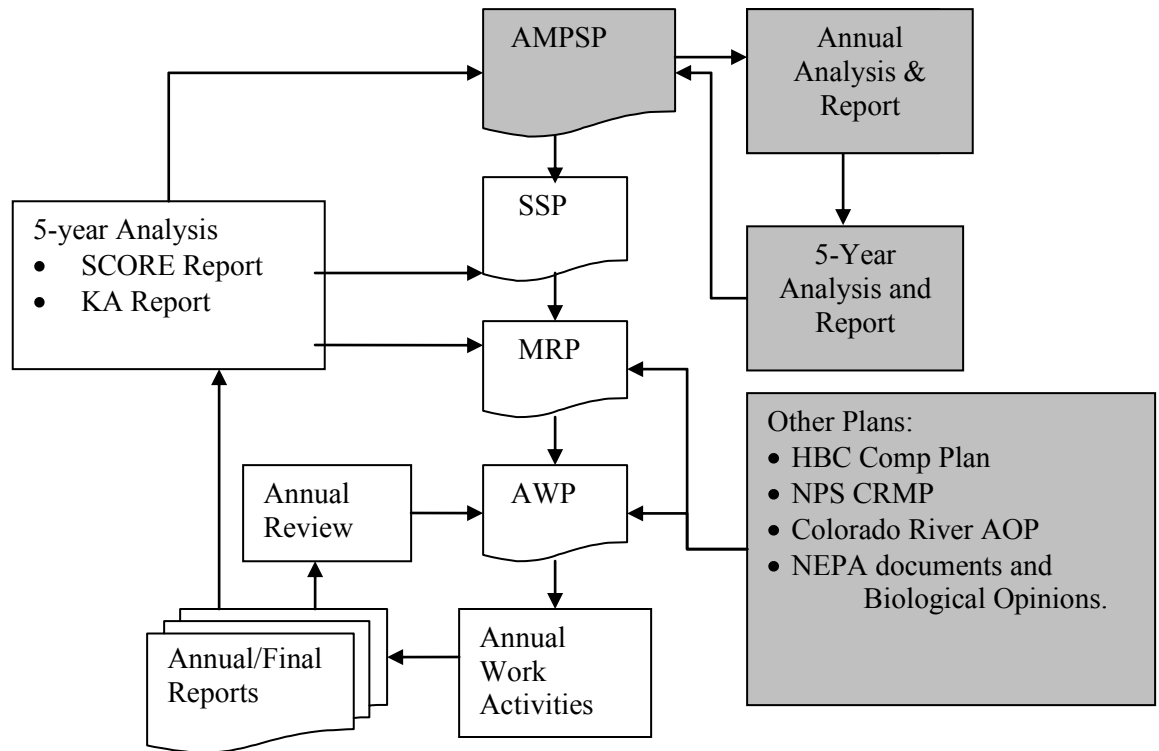 AMPSP
Annual
Analysis &
Report
SSP
5-year Analysis
• SCORE Report
• KA Report
5-Year
Analysis and
Report
MRP
Other Plans:
• HBC Comp Plan
• NPS CRMP
• Colorado River AOP
• NEPA documents and
Biological Opinions.
Annual
Review
AWP
Annual/Final
Reports
Annual
Work
Activities